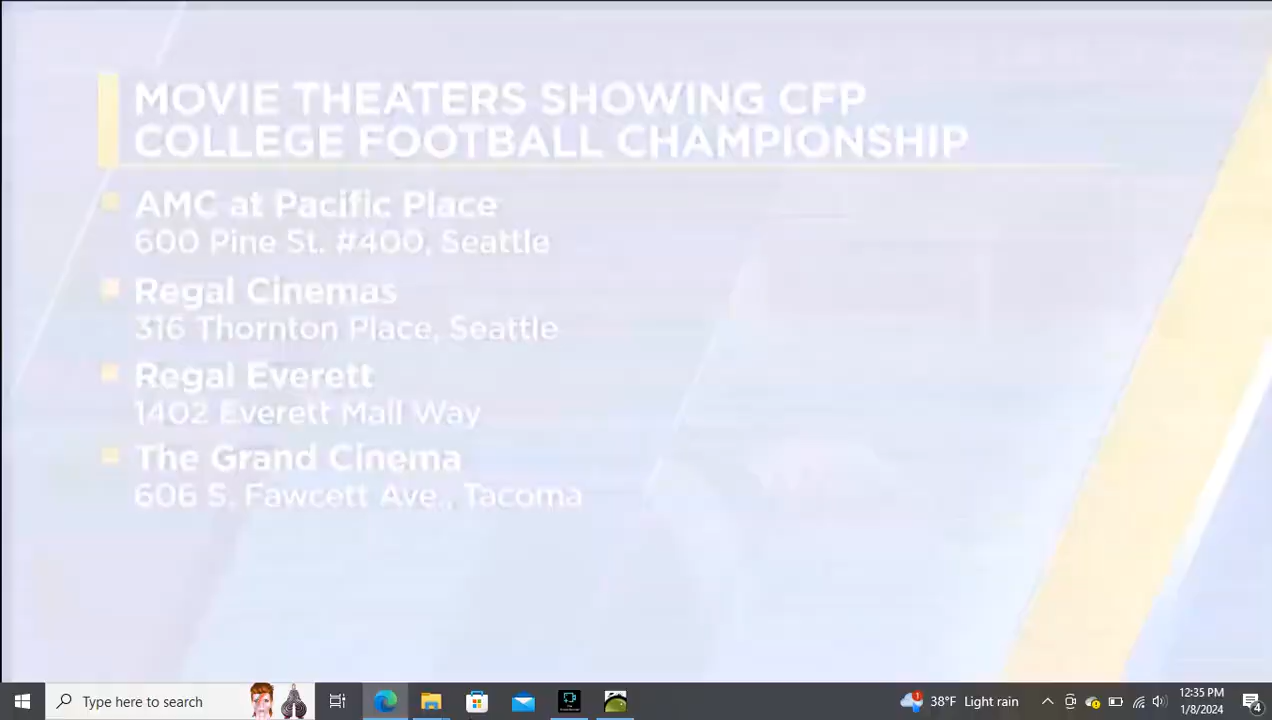 MOVIE THEATERS SHOWING CFP
COLLEGE FOOTBALL CHAMPIONSHIP
AMC at Pacific Place
600 Pine St. #400, Seattle
Regal Cinemas
316 Thornton Place, Seattle
Regal Everett
1402 Everett Mall Way
The Grand Cinema
606 S. Fawcett Ave., Tacoma
Type here to search
1
38°F Light rain
12:35 PM
1/8/2024
4